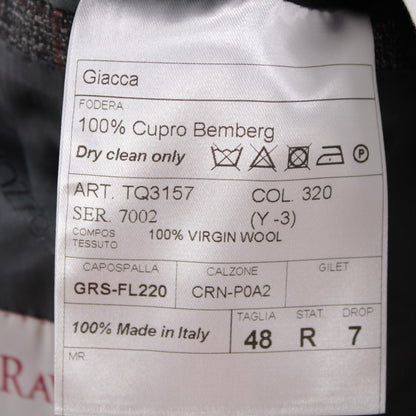 Giacca
FODERA
100% Cupro Bemberg
Dry clean only P
ART. TQ3157 COL. 320
SER. 7002 (Y -3)
COMPOS TESSUTO 100% VIRGIN WOOL
CAPOSPALLA CALZONE GILET
GRS-FL220 CRN-P0A2
100% Made in Italy TAGLIA STAT DROP
48 R 7
MR.
RAV